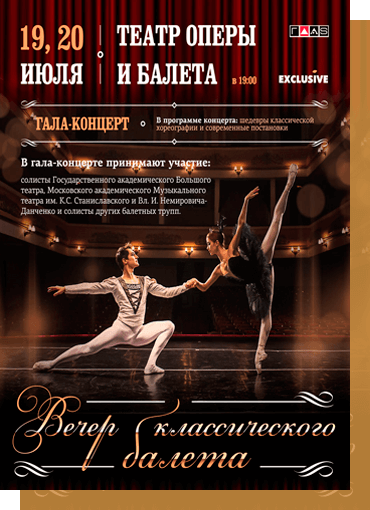 19, 20
ИЮЛЯ
ТЕАТР ОПЕРЫ
И БАЛЕТА
в 19:00
EXCLUSIVE
ГАЛА-КОНЦЕРТ
В программе концерта: шедевры классической
хореографии и современные постановки
В гала-концерте принимают участие:
солисты Государственного академического Большого
театра, Московского академического Музыкального
театра им. К.С. Станиславского и Вл. И. Немировича-
Данченко и солисты других балетных трупп.
Вечер классического
балета